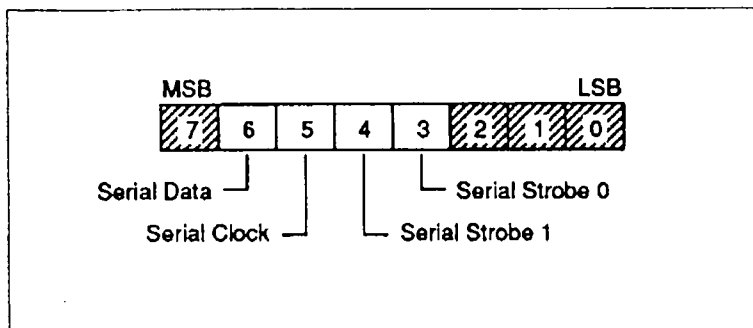 MSB LSB
7 6 5 4 3 2 1 0
Serial Data Serial Strobe 0
Serial Clock Serial Strobe 1